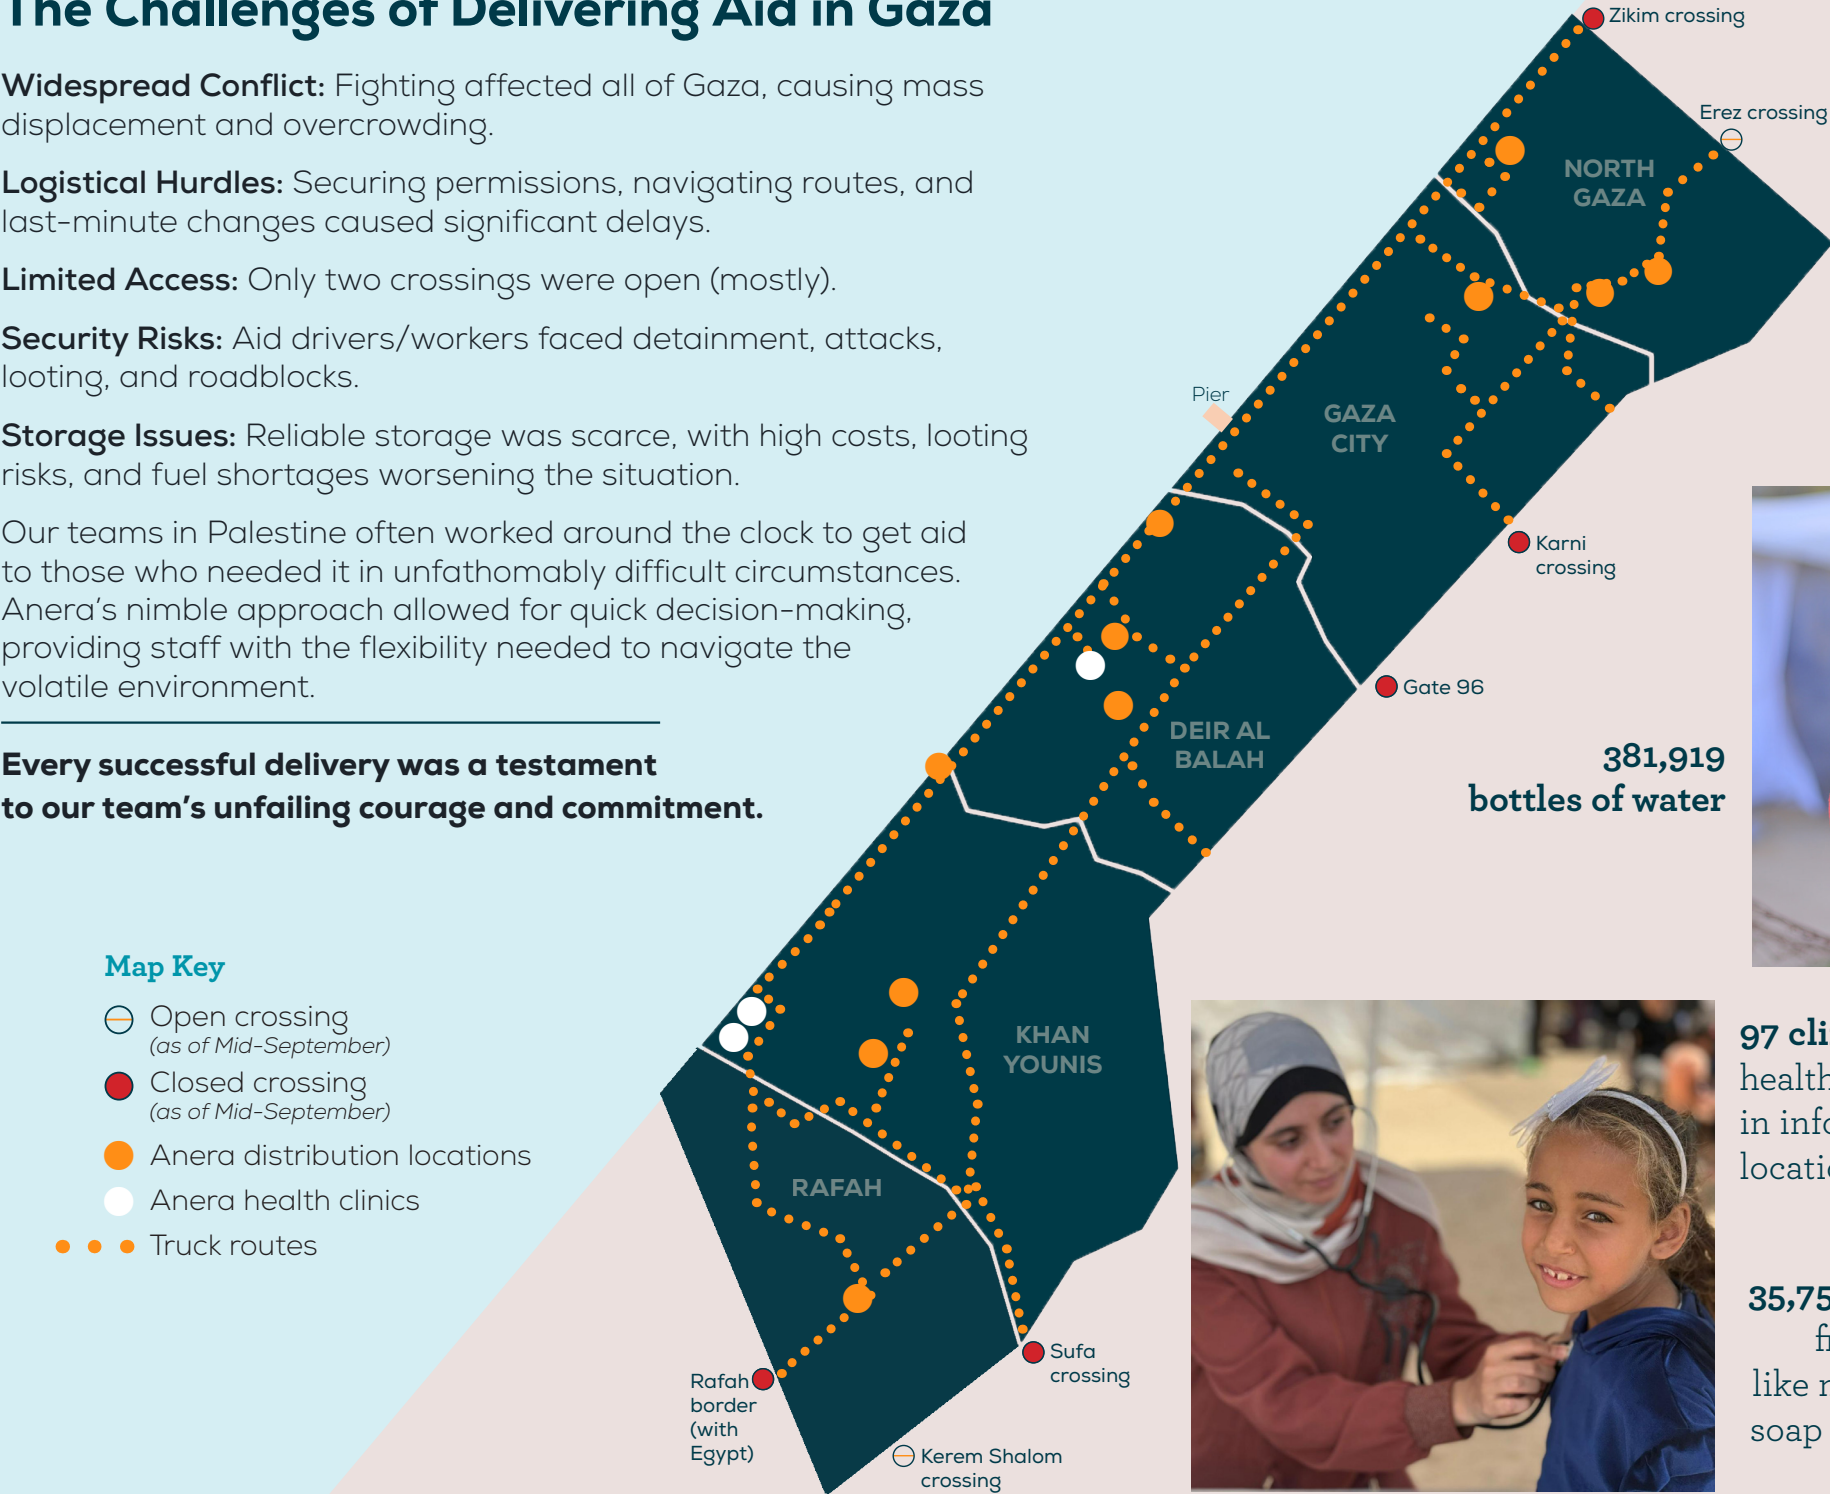 The Challenges of Delivering Aid in Gaza
Widespread Conflict: Fighting affected all of Gaza, causing mass
displacement and overcrowding.
Logistical Hurdles: Securing permissions, navigating routes, and
last-minute changes caused significant delays.
Limited Access: Only two crossings were open (mostly).
Security Risks: Aid drivers/workers faced detainment, attacks,
looting, and roadblocks.
Storage Issues: Reliable storage was scarce, with high costs, looting
risks, and fuel shortages worsening the situation.
Our teams in Palestine often worked around the clock to get aid
to those who needed it in unfathomably difficult circumstances.
Anera's nimble approach allowed for quick decision-making,
providing staff with the flexibility needed to navigate the
volatile environment.
Every successful delivery was a testament
to our team's unfailing courage and commitment.
Map Key
Open crossing
(as of Mid-September)
Closed crossing
(as of Mid-September)
Anera distribution locations
Anera health clinics
Truck routes
Zikim crossing
Erez crossing
NORTH
GAZA
Pier
GAZA
CITY
Karni
crossing
Gate 96
DEIR AL
BALAH
KHAN
YOUNIS
RAFAH
Sufa
crossing
Rafah
border
(with
Egypt)
Kerem Shalom
crossing
381,919
bottles of water
97
health
in
35,75
like
soap